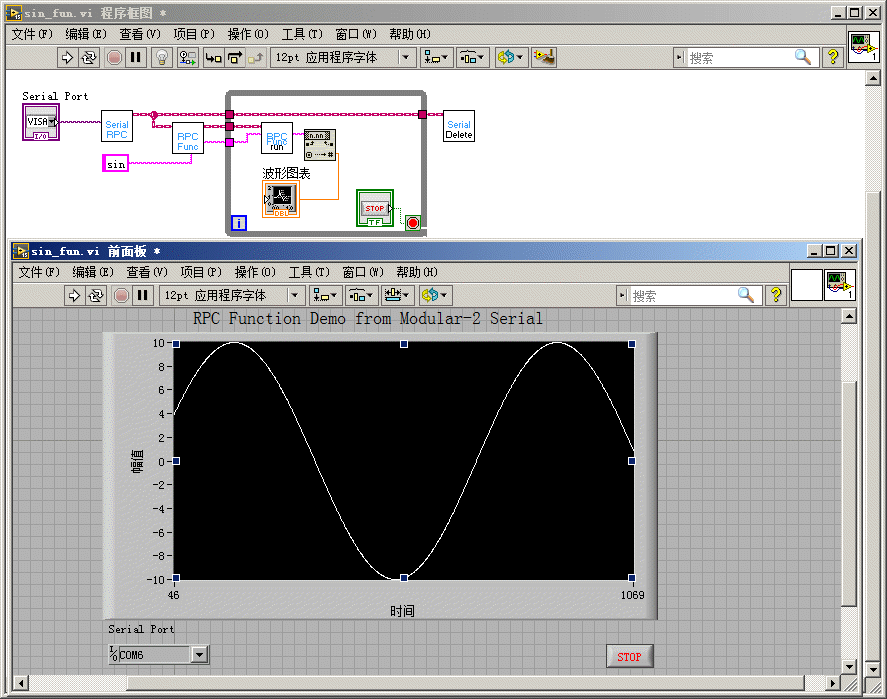 sin_fun.vi 程序框图 *
文件(F) 编辑(E) 查看(V) 项目(P) 操作(O) 工具(T) 窗口(W) 帮助(H)
12pt 应用程序字体 搜索 ?
1
Serial Port
VISA
I/O
Serial RPC
RPC Func
RPC Func run
n.nn
Serial Delete
sin
波形图表
DBL
STOP
TF
i
sin_fun.vi 前面板 *
文件(F) 编辑(E) 查看(V) 项目(P) 操作(O) 工具(T) 窗口(W) 帮助(H)
12pt 应用程序字体 搜索 ?
1
RPC Function Demo from Modular-2 Serial
10
8
6
4
2
0
-2
-4
-6
-8
-10
幅值
46 1069
时间
Serial Port
I/O COM6
STOP